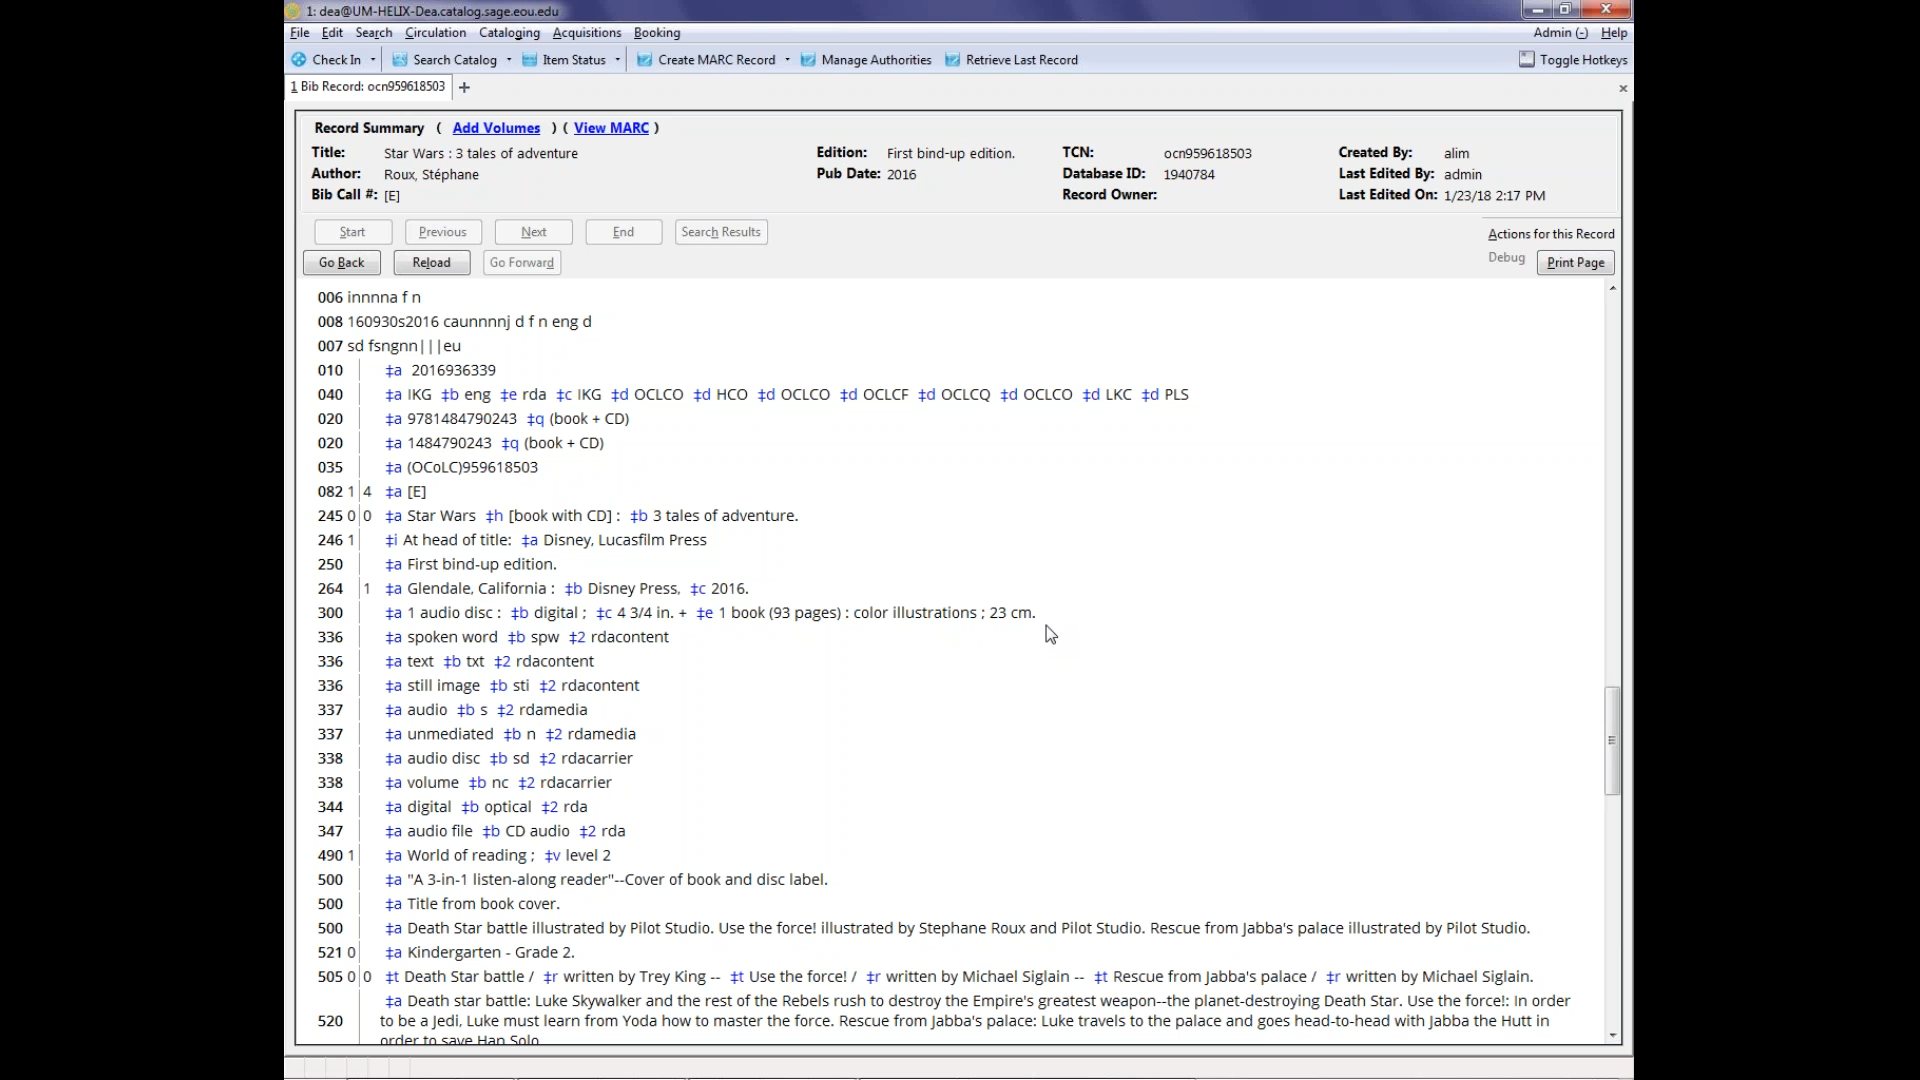 1: dea@UM-HELIX-Dea.catalog.sage.eou.edu
File Edit Search Circulation Cataloging Acquisitions Booking Admin (-) Help
Check In Search Catalog Item Status Create MARC Record Manage Authorities Retrieve Last Record Toggle Hotkeys
1 Bib Record: ocn959618503 +
Record Summary ( Add Volumes ) ( View MARC )
Title: Star Wars : 3 tales of adventure Edition: First bind-up edition. TCN: ocn959618503 Created By: alim
Author: Roux, Stéphane Pub Date: 2016 Database ID: 1940784 Last Edited By: admin
Bib Call #: [E] Record Owner: Last Edited On: 1/23/18 2:17 PM
Start Previous Next End Search Results Actions for this Record
Go Back Reload Go Forward Debug Print Page
006 innnna f n
008 160930s2016 caunnnnj d f n eng d
007 sd fsngnn|||eu
010 ‡a 2016936339
040 ‡a IKG ‡b eng ‡e rda ‡c IKG ‡d OCLCO ‡d HCO ‡d OCLCO ‡d OCLCF ‡d OCLCQ ‡d OCLCO ‡d LKC ‡d PLS
020 ‡a 9781484790243 ‡q (book + CD)
020 ‡a 1484790243 ‡q (book + CD)
035 ‡a (OCoLC)959618503
082 1 4 ‡a [E]
245 0 0 ‡a Star Wars ‡h [book with CD] : ‡b 3 tales of adventure.
246 1 ‡i At head of title: ‡a Disney, Lucasfilm Press
250 ‡a First bind-up edition.
264 1 ‡a Glendale, California : ‡b Disney Press, ‡c 2016.
300 ‡a 1 audio disc : ‡b digital ; ‡c 4 3/4 in. + ‡e 1 book (93 pages) : color illustrations ; 23 cm.
336 ‡a spoken word ‡b spw ‡2 rdacontent
336 ‡a text ‡b txt ‡2 rdacontent
336 ‡a still image ‡b sti ‡2 rdacontent
337 ‡a audio ‡b s ‡2 rdamedia
337 ‡a unmediated ‡b n ‡2 rdamedia
338 ‡a audio disc ‡b sd ‡2 rdacarrier
338 ‡a volume ‡b nc ‡2 rdacarrier
344 ‡a digital ‡b optical ‡2 rda
347 ‡a audio file ‡b CD audio ‡2 rda
490 1 ‡a World of reading ; ‡v level 2
500 ‡a "A 3-in-1 listen-along reader"--Cover of book and disc label.
500 ‡a Title from book cover.
500 ‡a Death Star battle illustrated by Pilot Studio. Use the force! illustrated by Stephane Roux and Pilot Studio. Rescue from Jabba's palace illustrated by Pilot Studio.
521 0 ‡a Kindergarten - Grade 2.
505 0 0 ‡t Death Star battle / ‡r written by Trey King -- ‡t Use the force! / ‡r written by Michael Siglain -- ‡t Rescue from Jabba's palace / ‡r written by Michael Siglain.
‡a Death star battle: Luke Skywalker and the rest of the Rebels rush to destroy the Empire's greatest weapon--the planet-destroying Death Star. Use the force!: In order
520 to be a Jedi, Luke must learn from Yoda how to master the force. Rescue from Jabba's palace: Luke travels to the palace and goes head-to-head with Jabba the Hutt in
order to save Han Solo